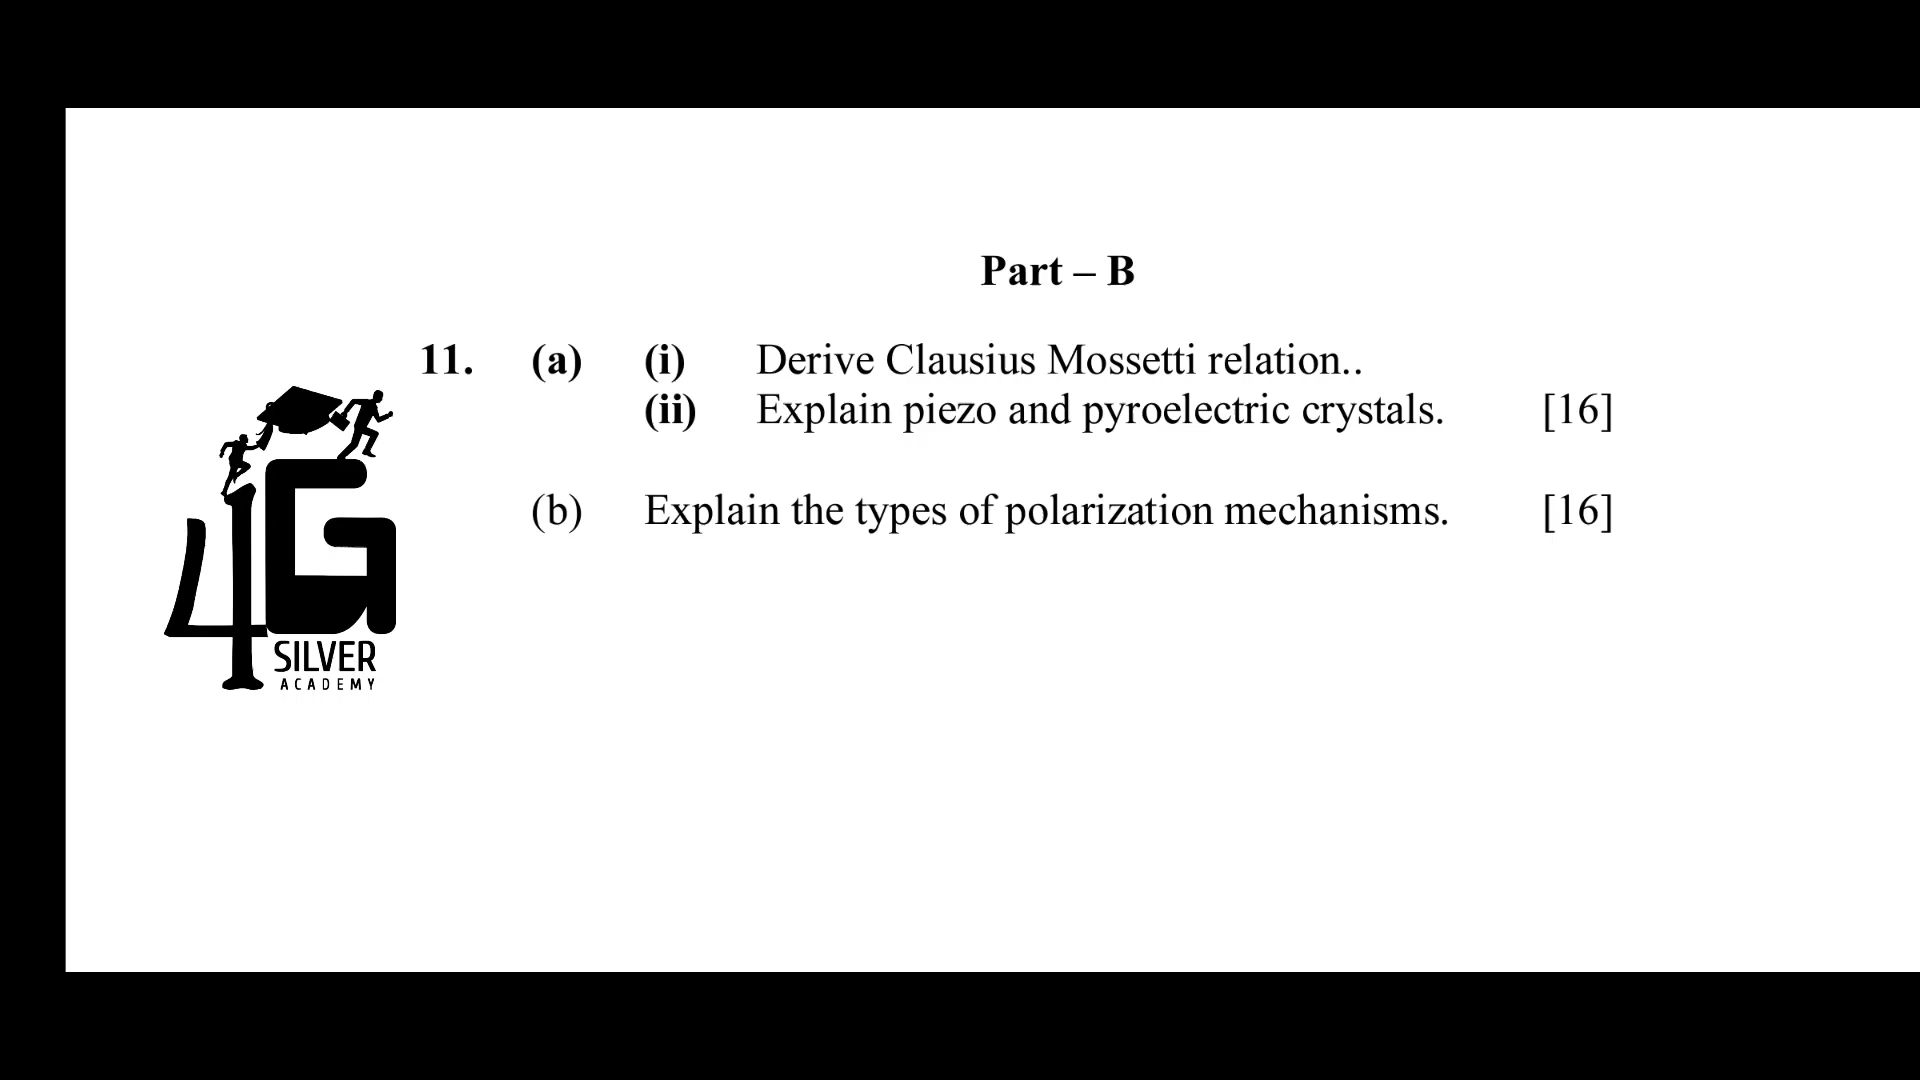 Part – B
11. (a) (i) Derive Clausius Mossetti relation..
(ii) Explain piezo and pyroelectric crystals. [16]
(b) Explain the types of polarization mechanisms. [16]
4G
SILVER
ACADEMY